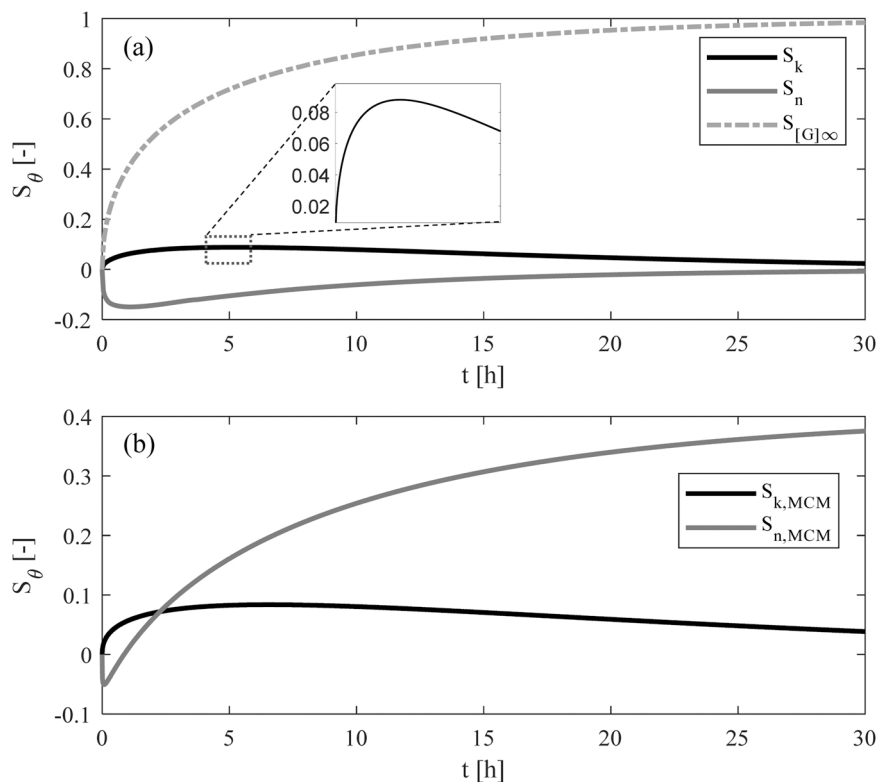 (a)
S_θ [-]
1
0.8
0.6
0.4
0.2
0
-0.2
0.08
0.06
0.04
0.02
S_k
S_n
S_[G]∞
0 5 10 15 20 25 30
t [h]
(b)
S_θ [-]
0.4
0.3
0.2
0.1
0
-0.1
S_k,MCM
S_n,MCM
0 5 10 15 20 25 30
t [h]